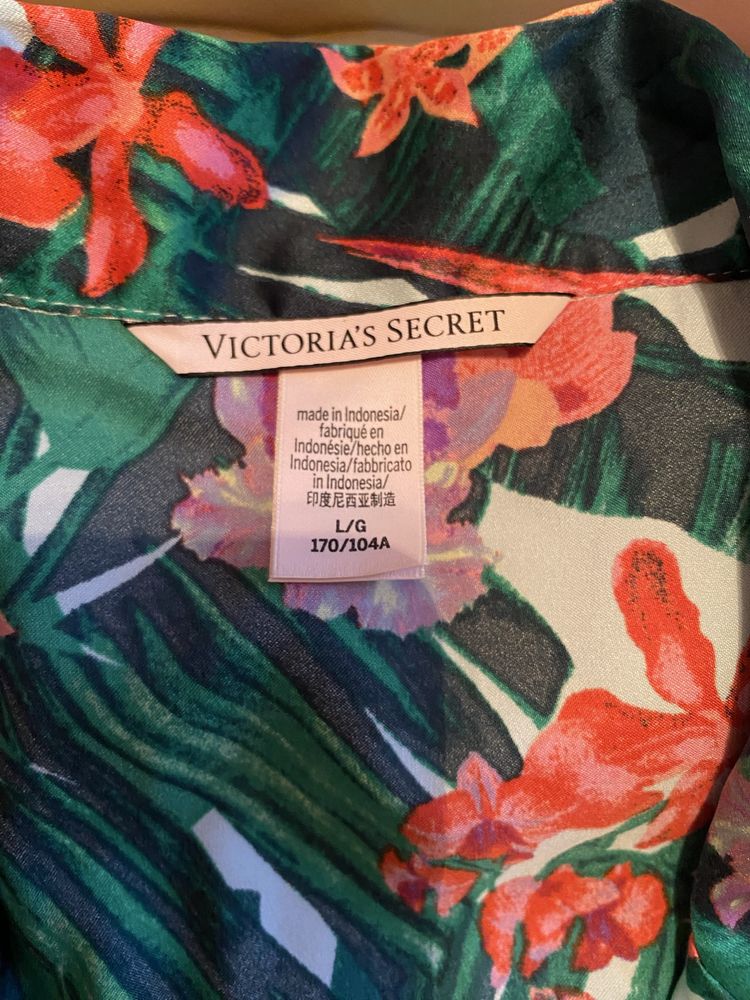 VICTORIA'S SECRET
made in Indonesia/
fabriqué en
Indonésie/hecho en
Indonesia/fabbricato
in Indonesia/
印度尼西亚制造
L/G
170/104A